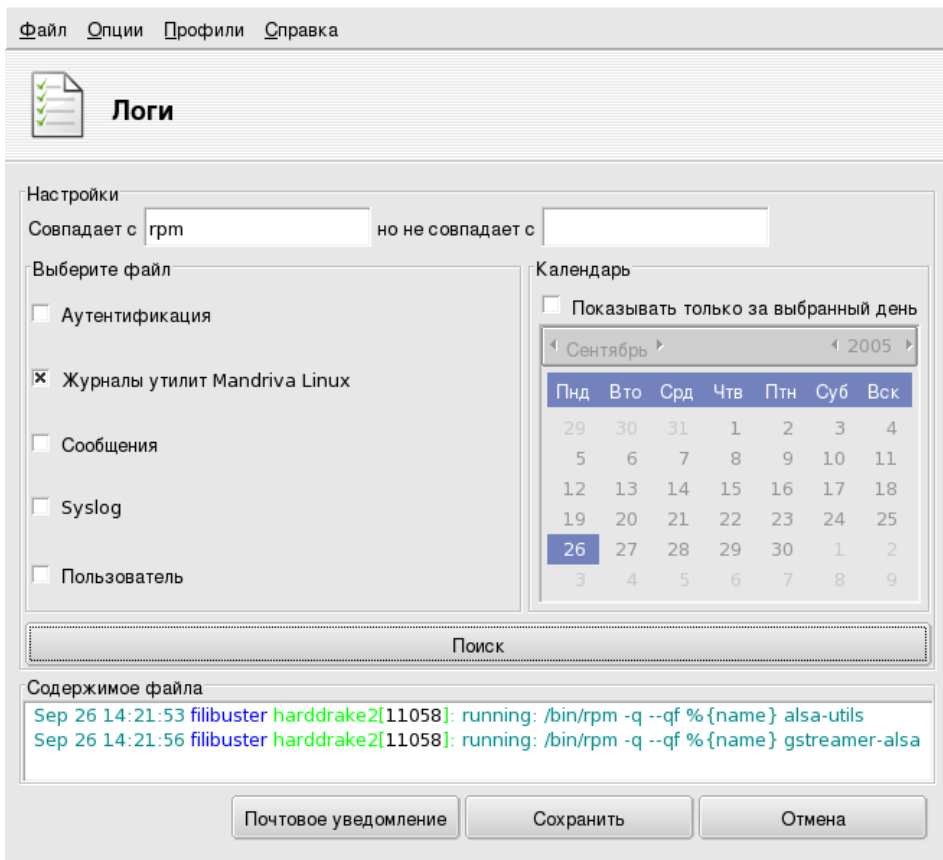 Файл Опции Профили Справка
Логи
Настройки
Совпадает с rpm но не совпадает с
Выберите файл
Аутентификация
Журналы утилит Mandriva Linux
Сообщения
Syslog
Пользователь
Календарь
Показывать только за выбранный день
Сентябрь 2005
Пнд Вто Срд Чтв Птн Суб Вск
29 30 31 1 2 3 4
5 6 7 8 9 10 11
12 13 14 15 16 17 18
19 20 21 22 23 24 25
26 27 28 29 30 1 2
3 4 5 6 7 8 9
Поиск
Содержимое файла
Sep 26 14:21:53 filibuster harddrake2[11058]: running: /bin/rpm -q --qf %{name} alsa-utils
Sep 26 14:21:56 filibuster harddrake2[11058]: running: /bin/rpm -q --qf %{name} gstreamer-alsa
Почтовое уведомление Сохранить Отмена